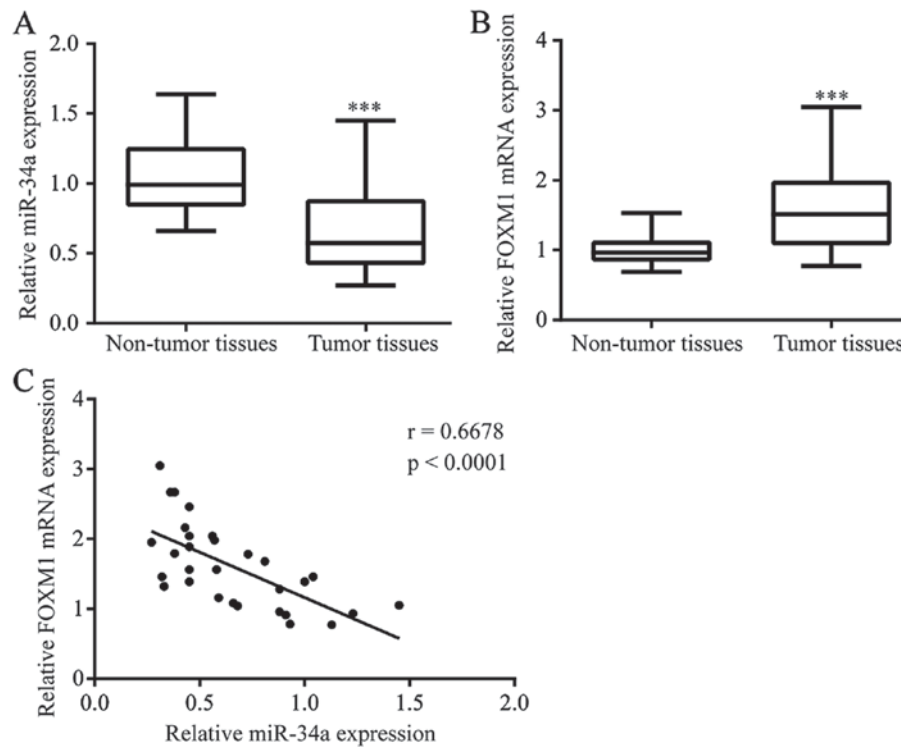 A
Relative miR-34a expression
2.0
1.5
1.0
0.5
0.0
***
Non-tumor tissues
Tumor tissues
B
Relative FOXM1 mRNA expression
4
3
2
1
0
***
Non-tumor tissues
Tumor tissues
C
Relative FOXM1 mRNA expression
4
3
2
1
0
r = 0.6678
p < 0.0001
0.0
0.5
1.0
1.5
2.0
Relative miR-34a expression